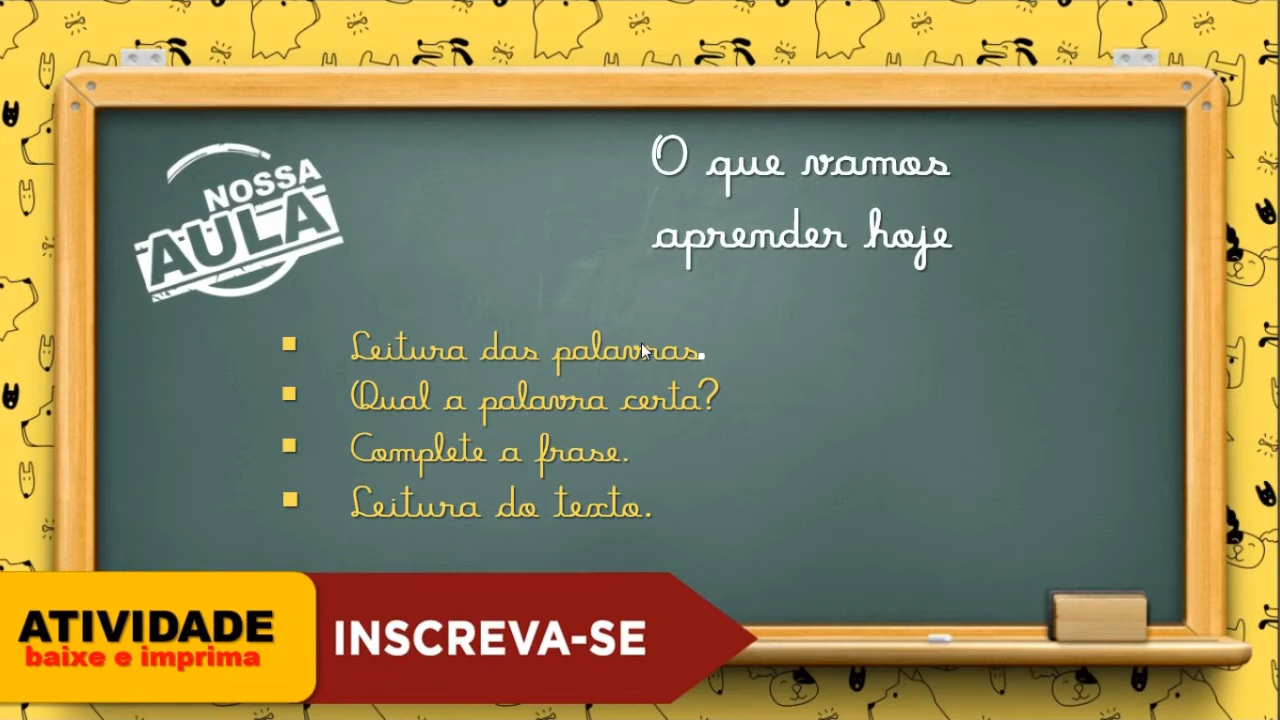 NOSSA
AULA
O que vamos
aprender hoje
▪ Leitura das palavras.
▪ Qual a palavra certa?
▪ Complete a frase.
▪ Leitura do texto.
ATIVIDADE
baixe e imprima
INSCREVA-SE